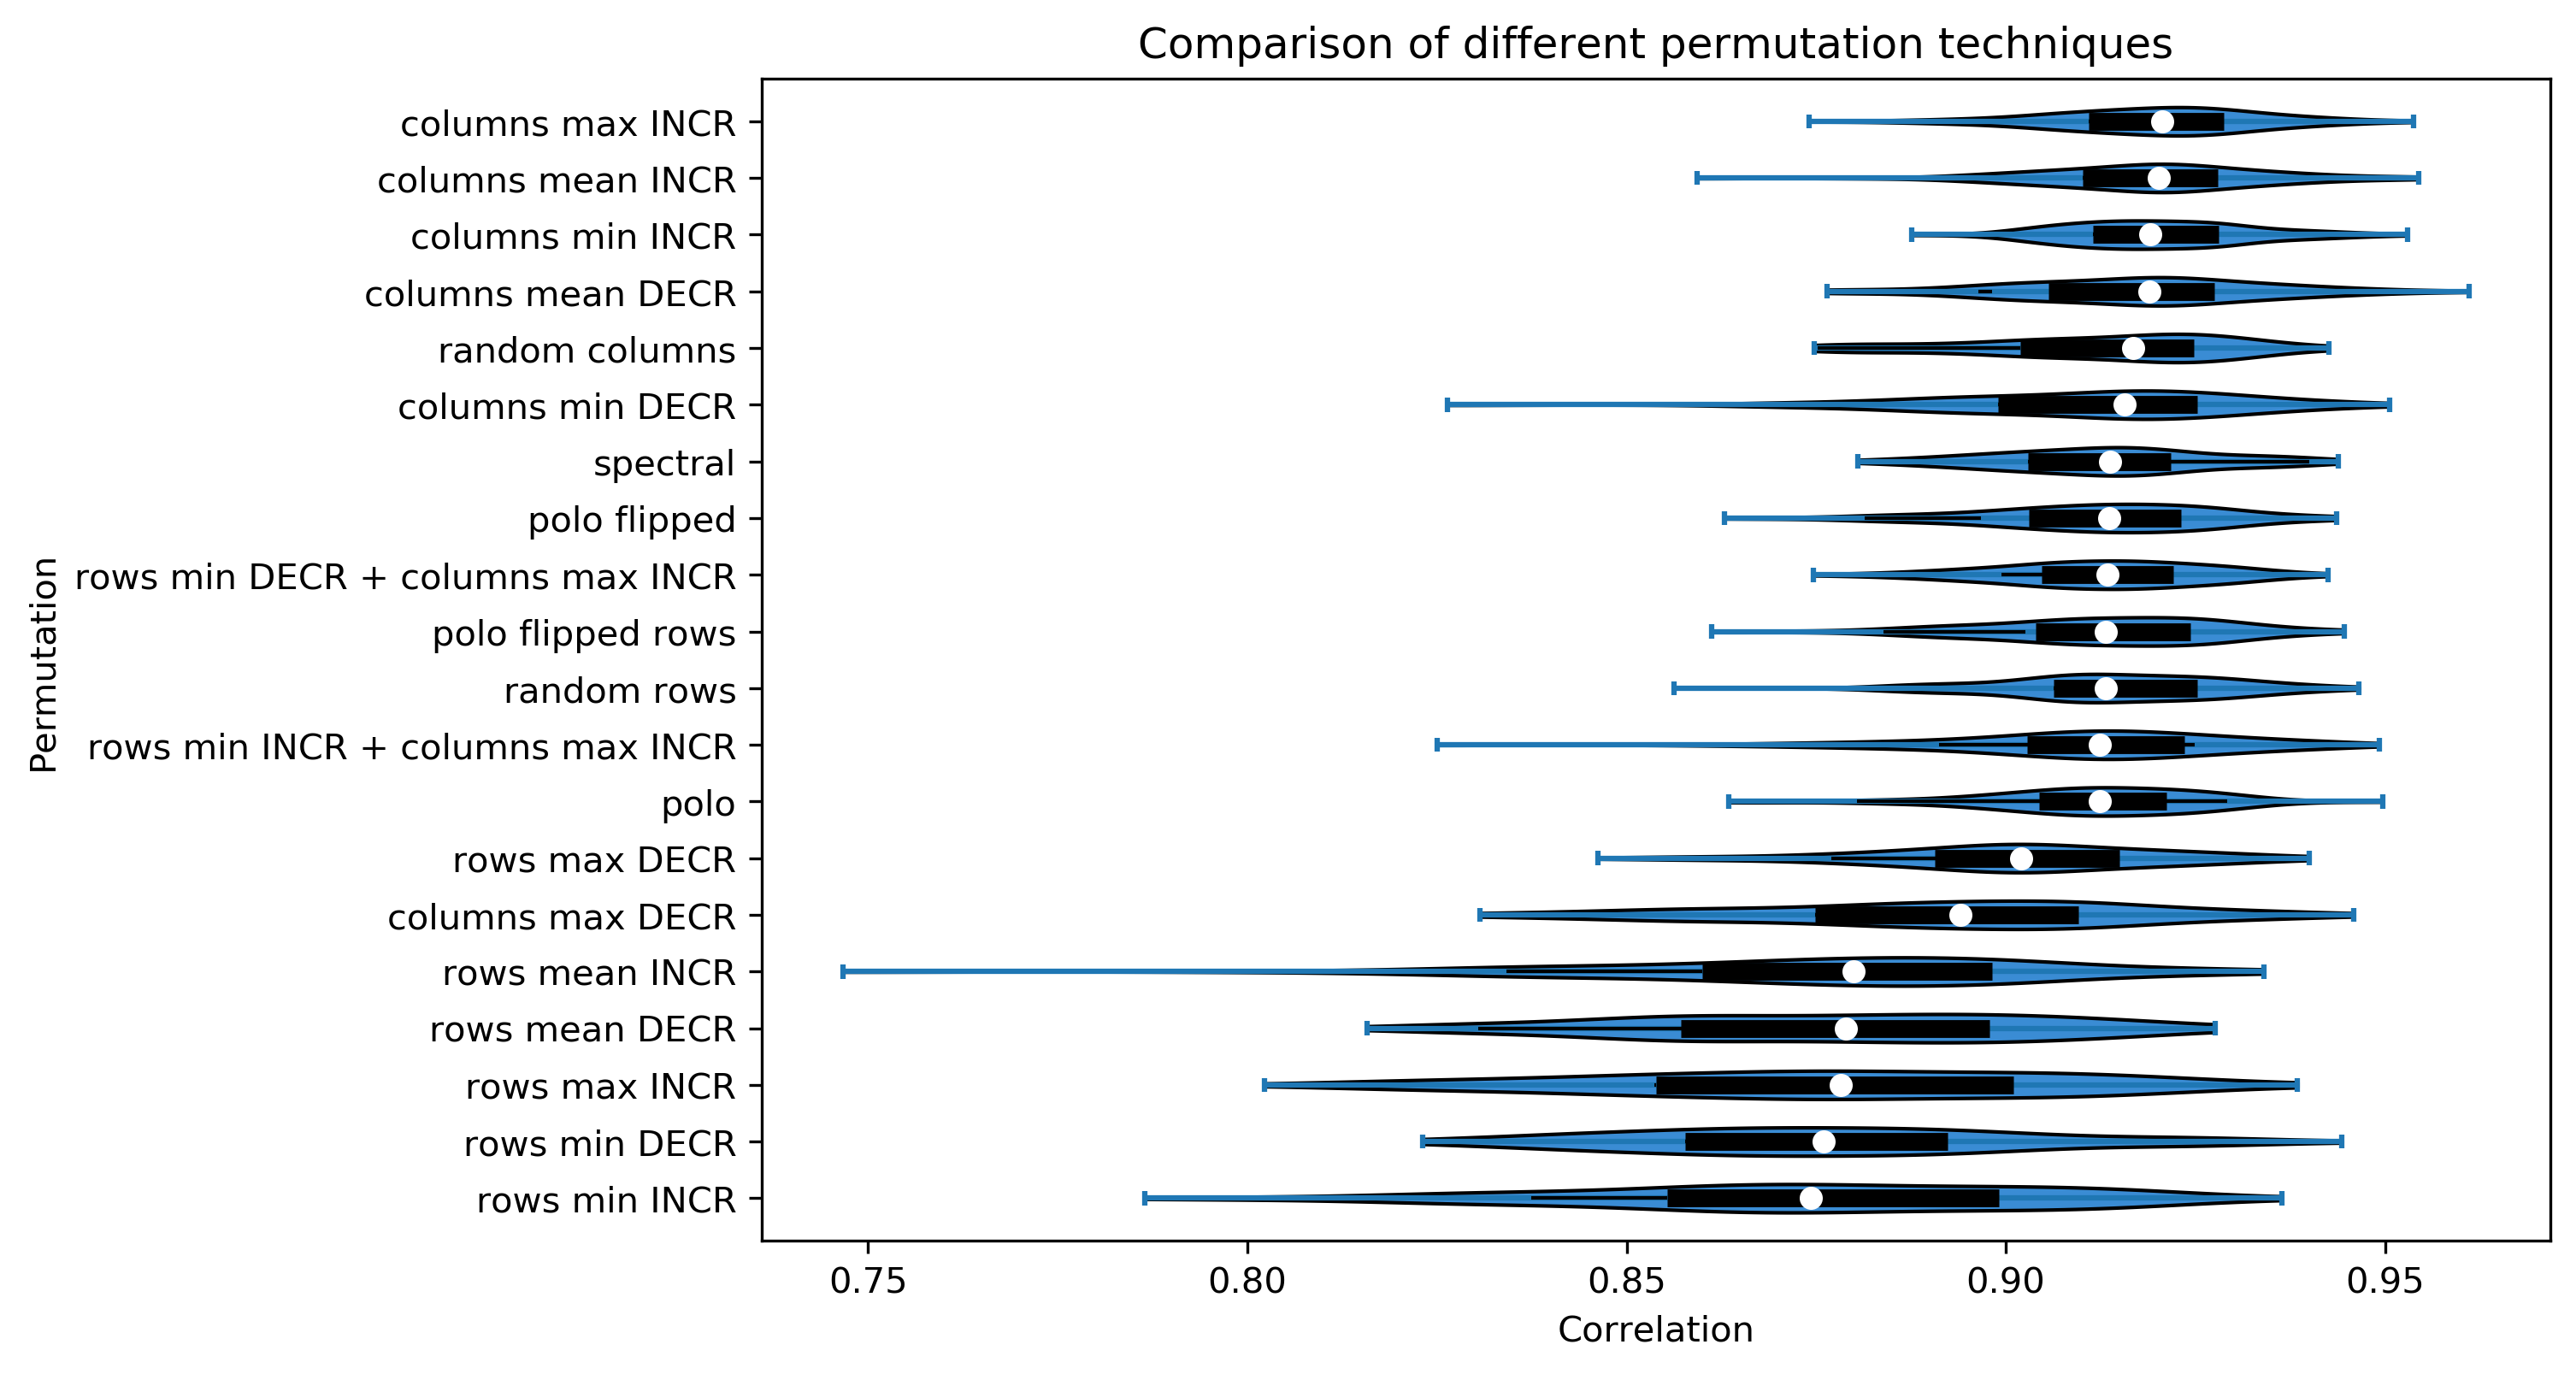 Comparison of different permutation techniques
Permutation
columns max INCR
columns mean INCR
columns min INCR
columns mean DECR
random columns
columns min DECR
spectral
polo flipped
rows min DECR + columns max INCR
polo flipped rows
random rows
rows min INCR + columns max INCR
polo
rows max DECR
columns max DECR
rows mean INCR
rows mean DECR
rows max INCR
rows min DECR
rows min INCR
0.75 0.80 0.85 0.90 0.95
Correlation